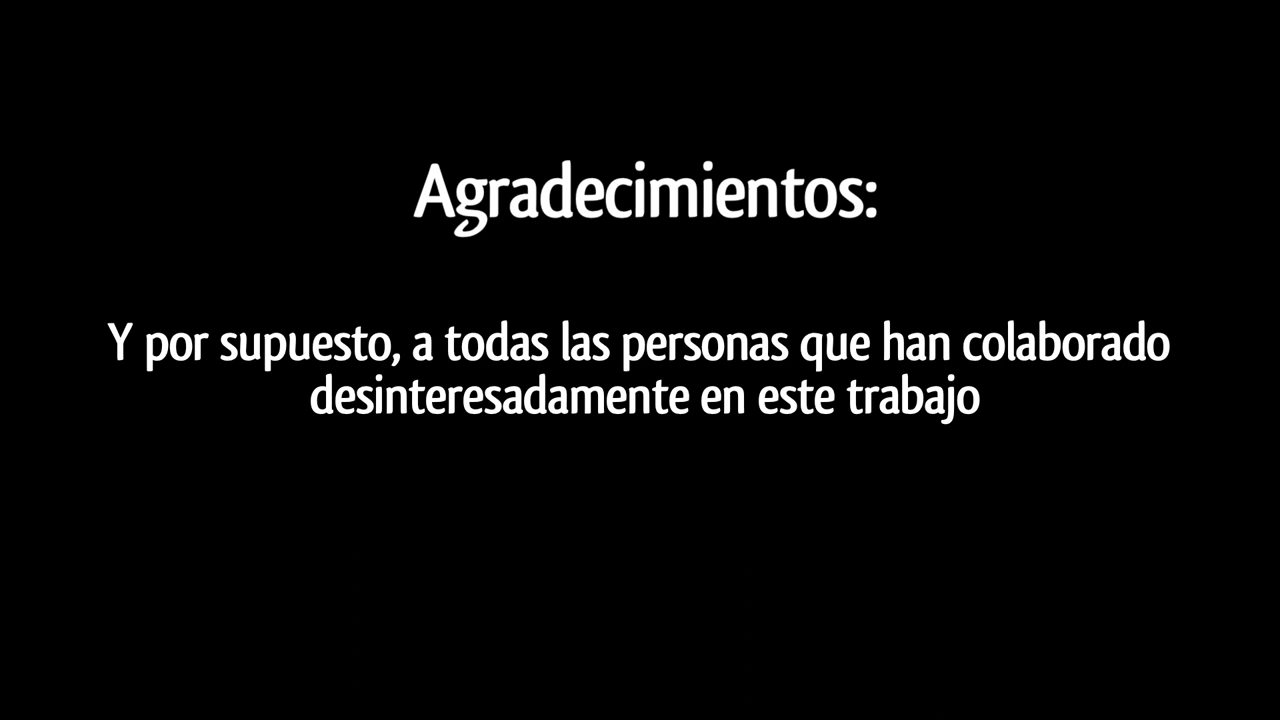 Agradecimientos:
Y por supuesto, a todas las personas que han colaborado
desinteresadamente en este trabajo